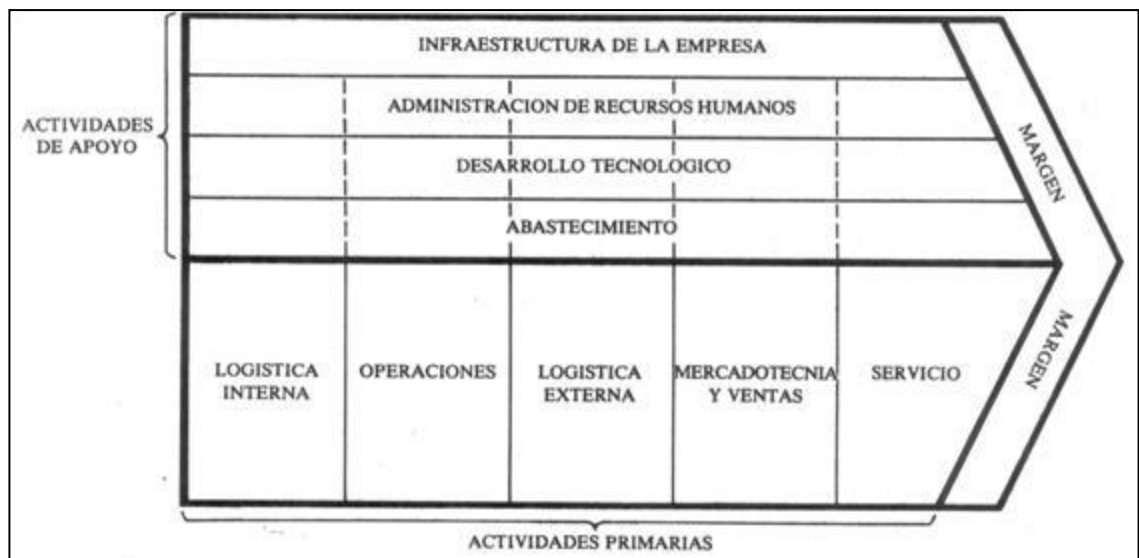 INFRAESTRUCTURA DE LA EMPRESA
ADMINISTRACION DE RECURSOS HUMANOS
ACTIVIDADES
DE APOYO
DESARROLLO TECNOLOGICO
ABASTECIMIENTO
MARGEN
LOGISTICA
INTERNA
OPERACIONES
LOGISTICA
EXTERNA
MERCADOTECNIA
Y VENTAS
SERVICIO
MARGEN
ACTIVIDADES PRIMARIAS